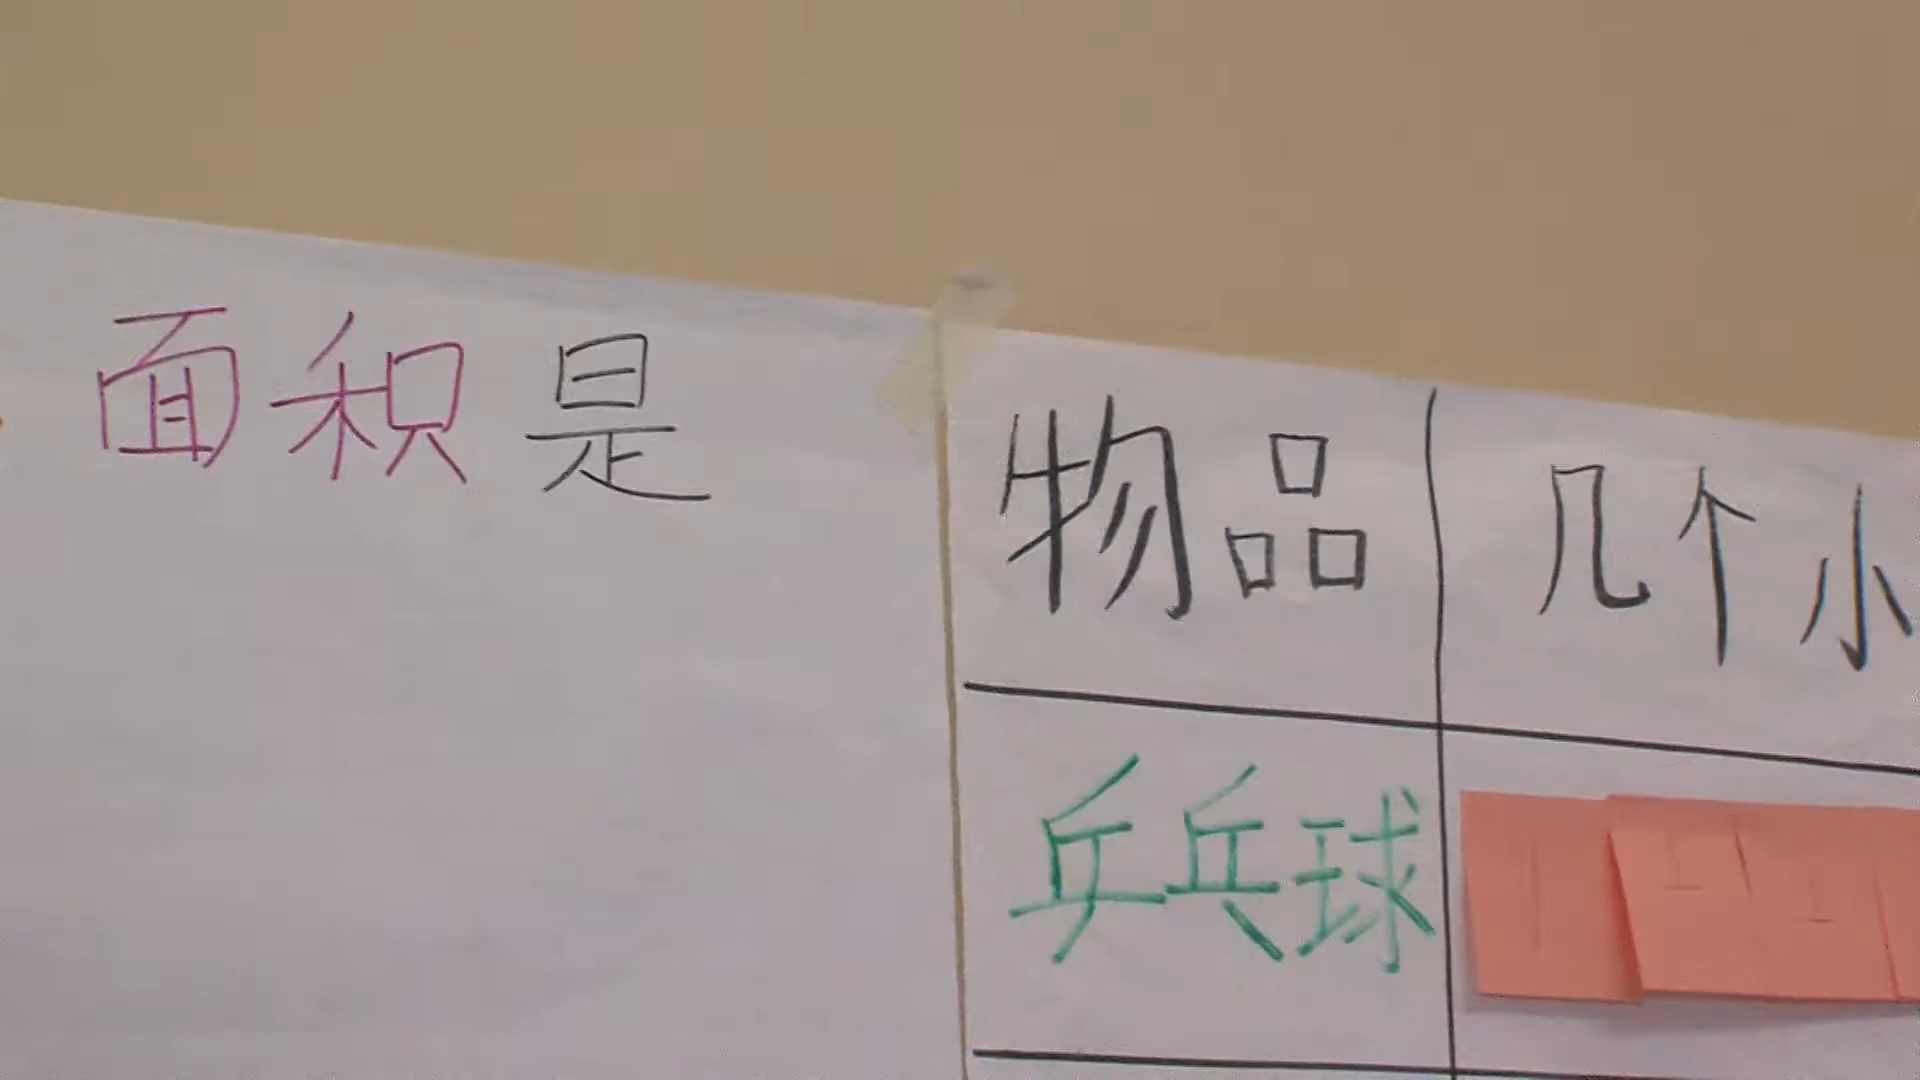 面积是
物品 几个小
乒乓球